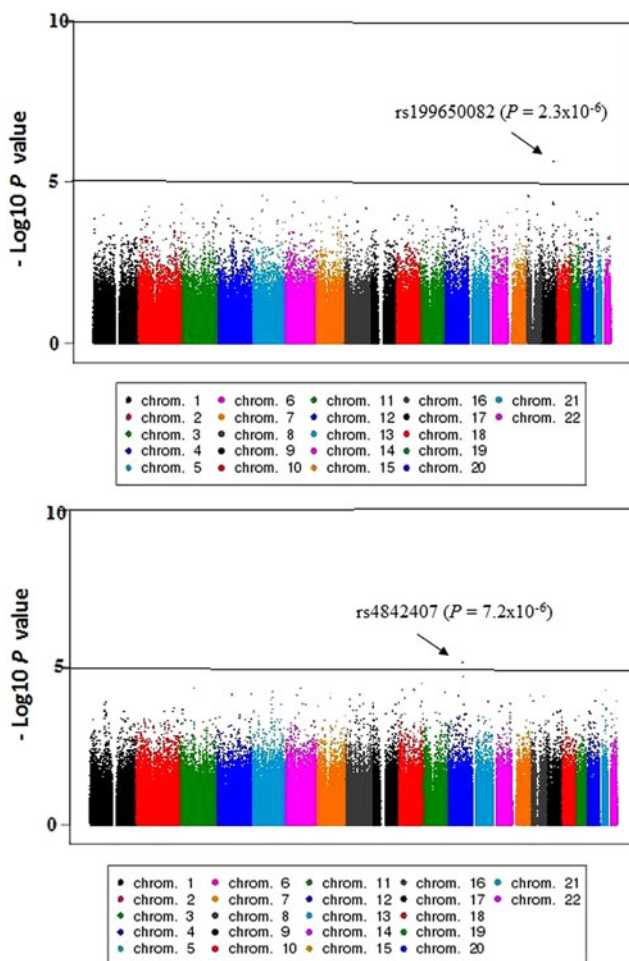 10
- Log10 P value
rs199650082 (P = 2.3x10-6)
5
0
chrom. 1 chrom. 6 chrom. 11 chrom. 16 chrom. 21
chrom. 2 chrom. 7 chrom. 12 chrom. 17 chrom. 22
chrom. 3 chrom. 8 chrom. 13 chrom. 18
chrom. 4 chrom. 9 chrom. 14 chrom. 19
chrom. 5 chrom. 10 chrom. 15 chrom. 20
10
- Log10 P value
rs4842407 (P = 7.2x10-6)
5
0
chrom. 1 chrom. 6 chrom. 11 chrom. 16 chrom. 21
chrom. 2 chrom. 7 chrom. 12 chrom. 17 chrom. 22
chrom. 3 chrom. 8 chrom. 13 chrom. 18
chrom. 4 chrom. 9 chrom. 14 chrom. 19
chrom. 5 chrom. 10 chrom. 15 chrom. 20